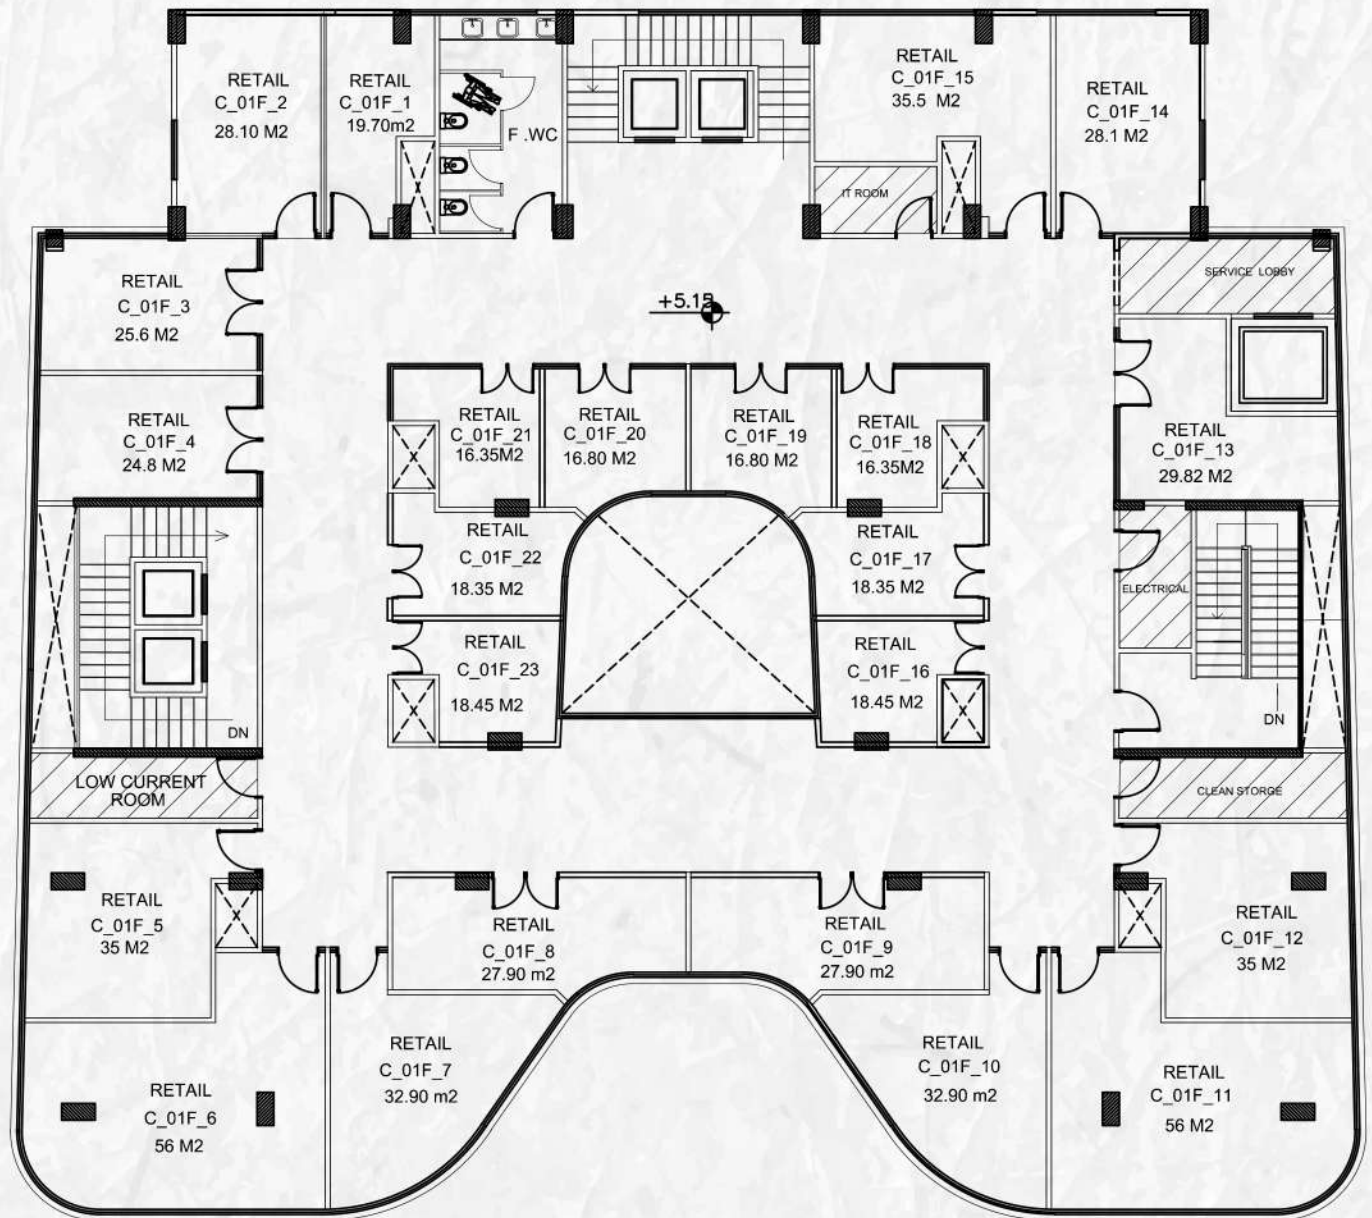 RETAIL
C_01F_2
28.10 M2
RETAIL
C_01F_1
19.70m2
F .WC
RETAIL
C_01F_15
35.5 M2
RETAIL
C_01F_14
28.1 M2
IT ROOM
RETAIL
C_01F_3
25.6 M2
+5.15
SERVICE LOBBY
RETAIL
C_01F_4
24.8 M2
RETAIL
C_01F_21
16.35M2
RETAIL
C_01F_20
16.80 M2
RETAIL
C_01F_19
16.80 M2
RETAIL
C_01F_18
16.35M2
RETAIL
C_01F_13
29.82 M2
RETAIL
C_01F_22
18.35 M2
RETAIL
C_01F_17
18.35 M2
ELECTRICAL
RETAIL
C_01F_23
18.45 M2
RETAIL
C_01F_16
18.45 M2
DN
DN
LOW CURRENT
ROOM
CLEAN STORGE
RETAIL
C_01F_5
35 M2
RETAIL
C_01F_8
27.90 m2
RETAIL
C_01F_9
27.90 m2
RETAIL
C_01F_12
35 M2
RETAIL
C_01F_6
56 M2
RETAIL
C_01F_7
32.90 m2
RETAIL
C_01F_10
32.90 m2
RETAIL
C_01F_11
56 M2